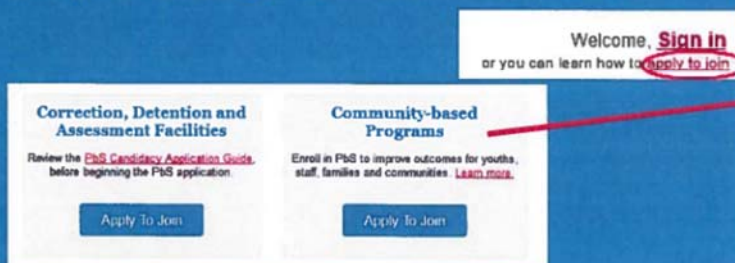 Welcome, Sign in
or you can learn how to apply to join
Correction, Detention and
Assessment Facilities
Review the PbS Candidacy Application Guide,
before beginning the PbS application.
Apply To Join
Community-based
Programs
Enroll in PbS to improve outcomes for youths,
staff, families and communities. Learn more.
Apply To Join